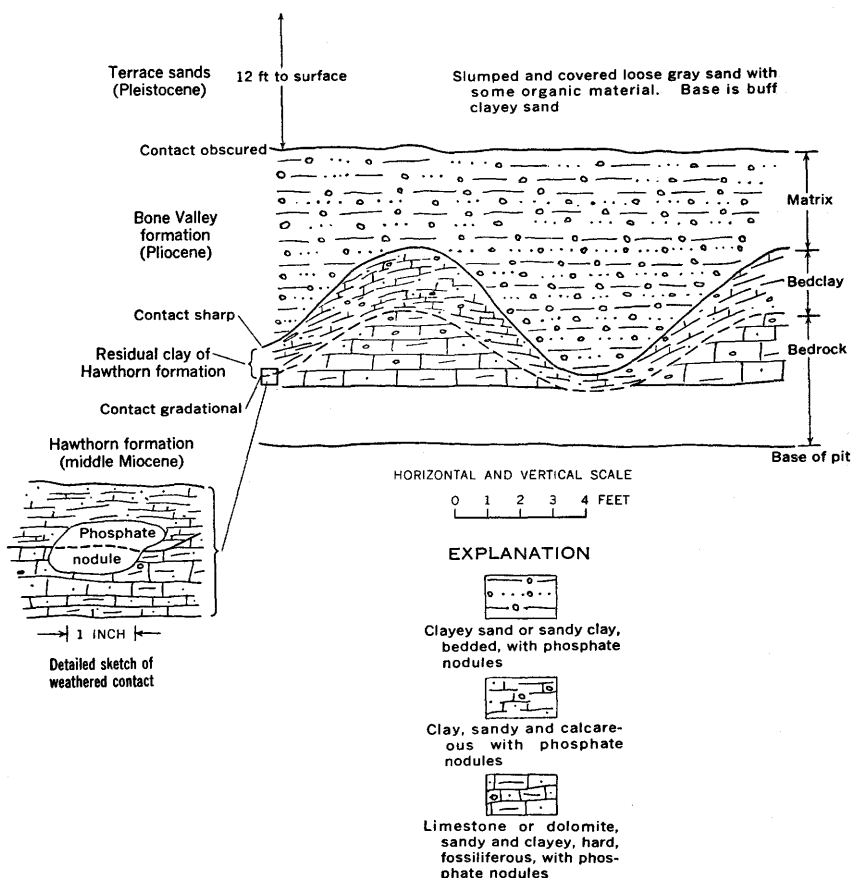 Terrace sands
(Pleistocene)
12 ft to surface
Slumped and covered loose gray sand with
some organic material. Base is buff
clayey sand
Contact obscured
Matrix
Bone Valley
formation
(Pliocene)
Bedclay
Contact sharp
Bedrock
Residual clay of
Hawthorn formation
Contact gradational
Hawthorn formation
(middle Miocene)
Base of pit
HORIZONTAL AND VERTICAL SCALE
0 1 2 3 4 FEET
Phosphate
nodule
1 INCH
Detailed sketch of
weathered contact
EXPLANATION
Clayey sand or sandy clay,
bedded, with phosphate
nodules
Clay, sandy and calcare-
ous with phosphate
nodules
Limestone or dolomite,
sandy and clayey, hard,
fossiliferous, with phos-
phate nodules